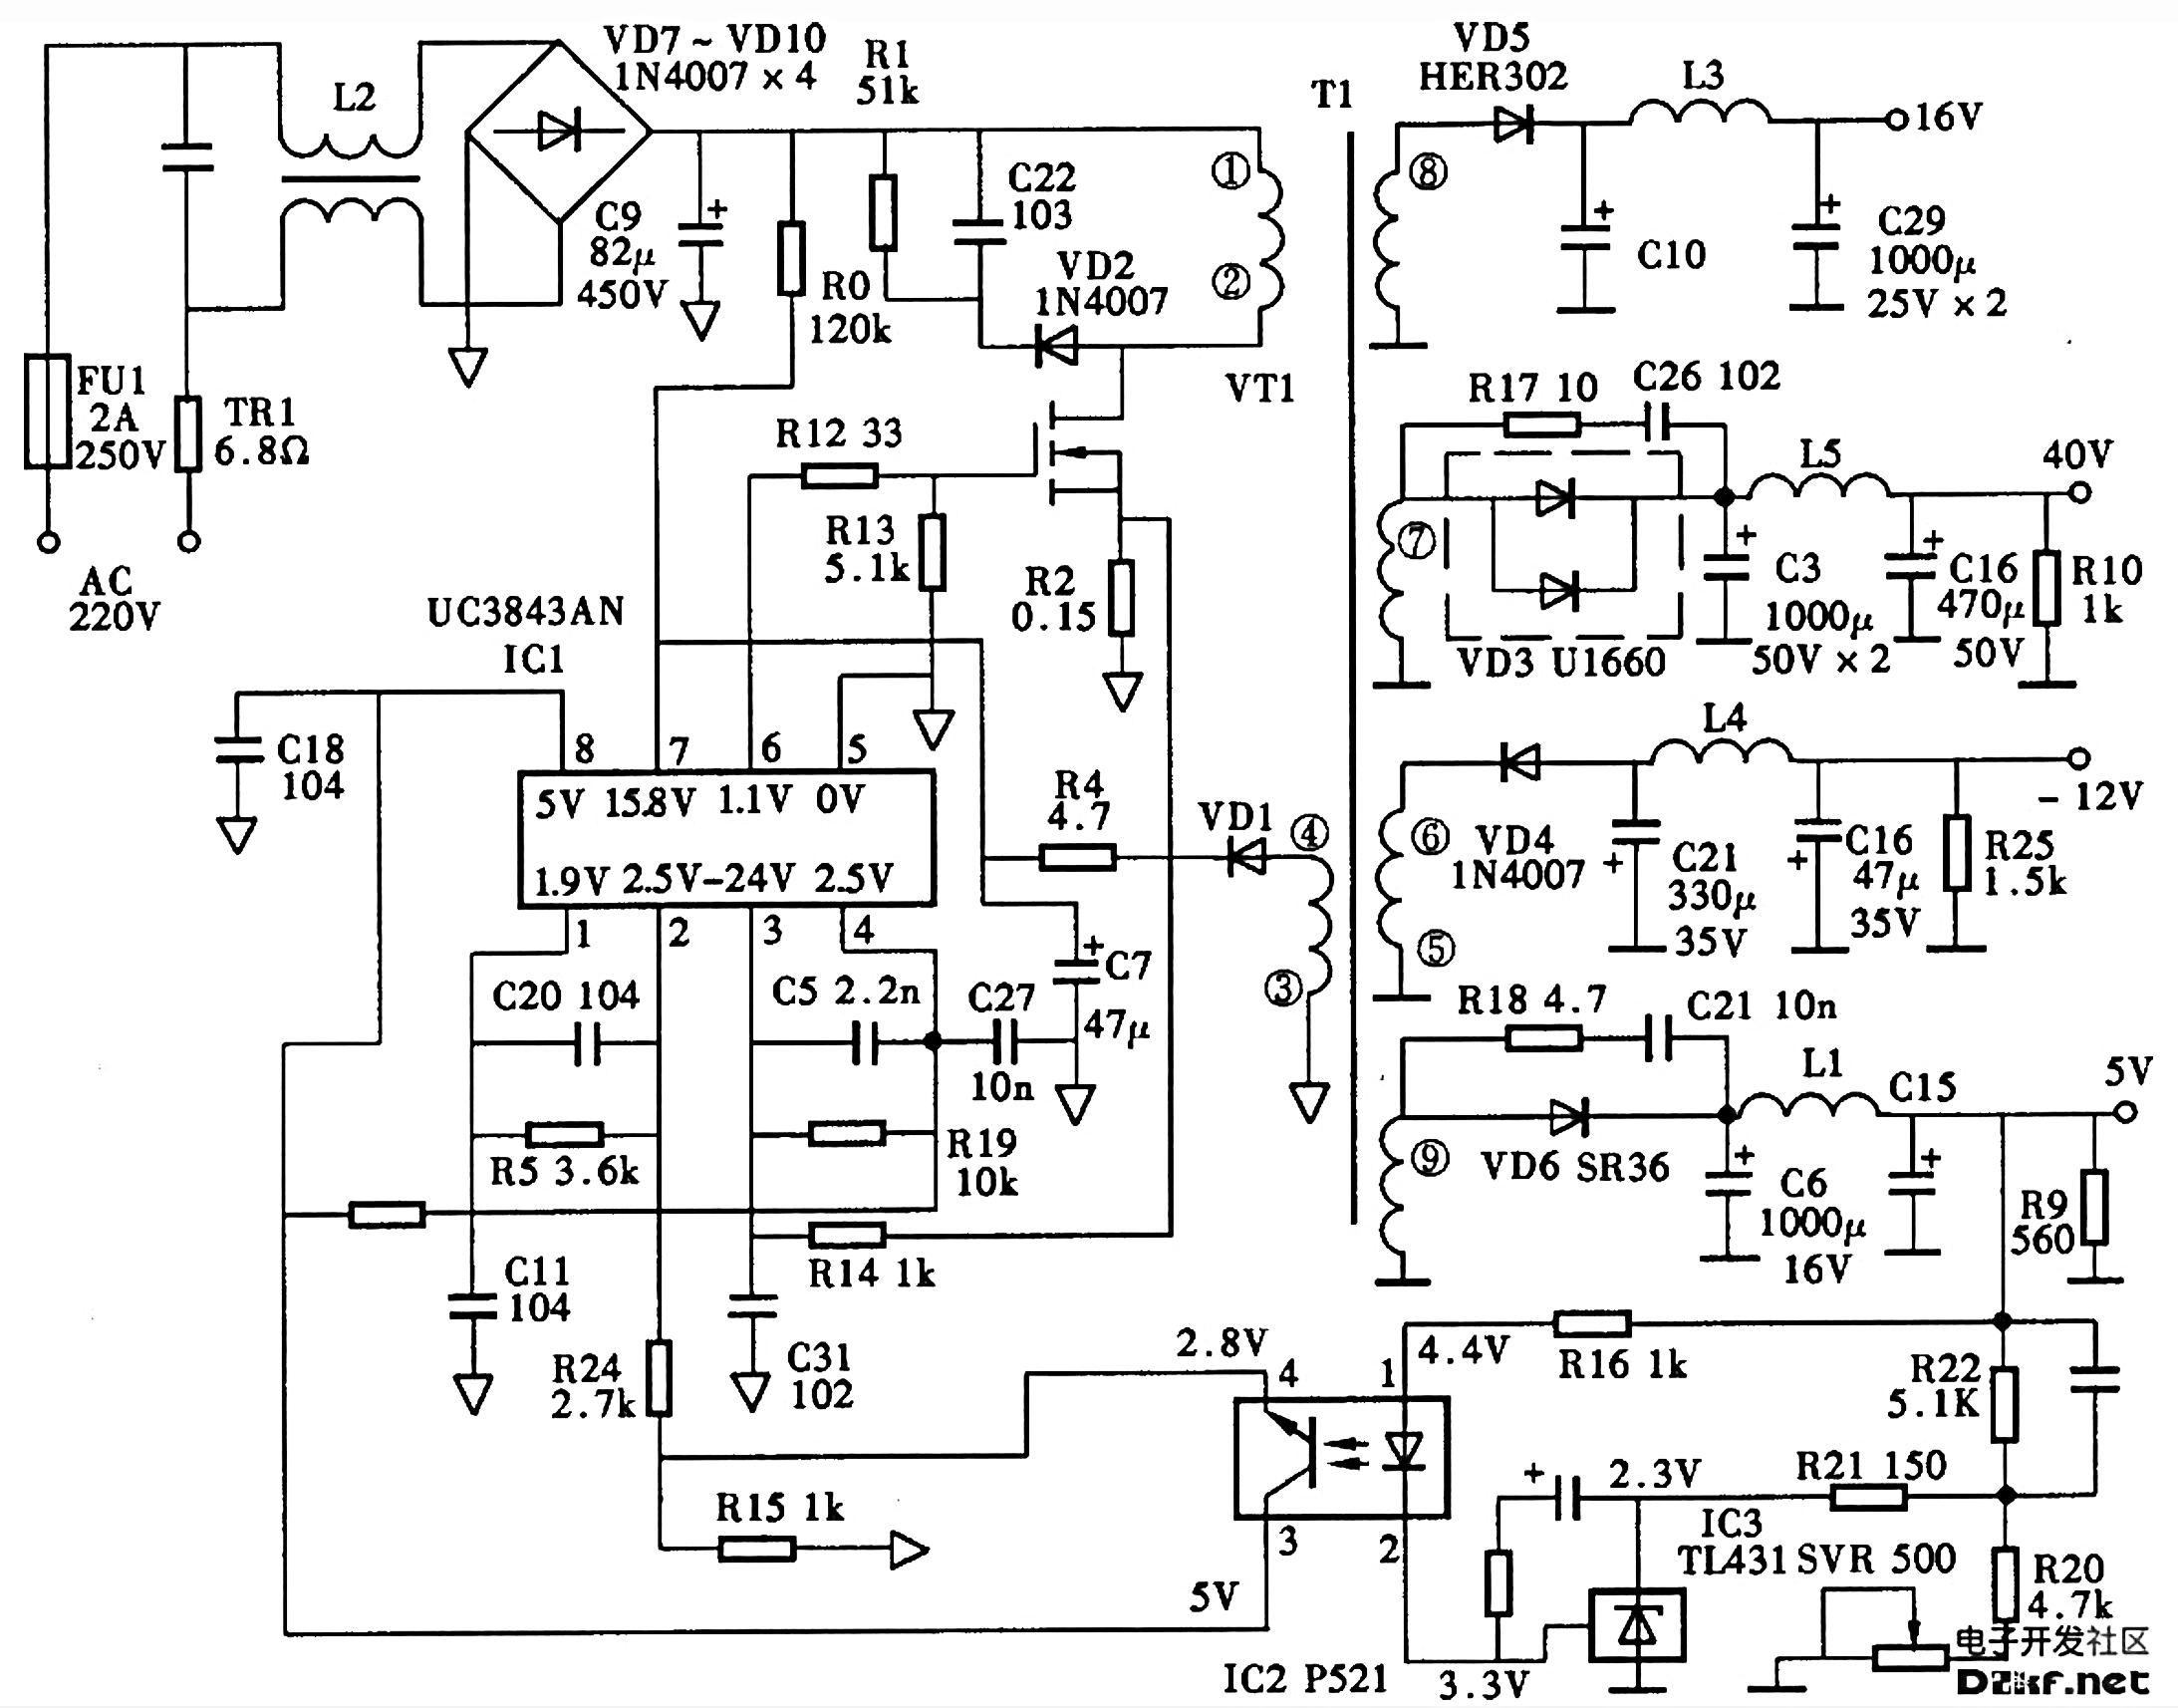 VD7 ~ VD10
1N4007 × 4
R1
51k
T1
VD5
HER302
L3
16V
L2
C9
82μ
450V
R0
120k
C22
103
VD2
1N4007
①
②
⑧
C10
C29
1000μ
25V × 2
FU1
2A
250V
TR1
6.8Ω
AC
220V
VT1
R12 33
R13
5.1k
R2
0.15
R17 10
C26 102
L5
40V
⑦
VD3 U1660
C3
1000μ
50V × 2
C16
470μ
50V
R10
1k
UC3843AN
IC1
C18
104
8
7
6
5
5V 15.8V 1.1V 0V
1.9V 2.5V -24V 2.5V
1
2
3
4
R4
4.7
VD1
④
③
C7
47μ
L4
-12V
⑥
⑤
VD4
1N4007
C21
330μ
35V
C16
47μ
35V
R25
1.5k
C20 104
C5 2.2n
C27
10n
R5 3.6k
R19
10k
R14 1k
C11
104
R24
2.7k
C31
102
R15 1k
R18 4.7
C21 10n
L1
C15
5V
⑨
VD6 SR36
C6
1000μ
16V
R9
560
2.8V
4
1
4.4V
R16 1k
R22
5.1K
3
2
5V
IC2 P521
3.3V
2.3V
R21 150
IC3
TL431
SVR 500
R20
4.7k
电子开发社区
Dzkf.net